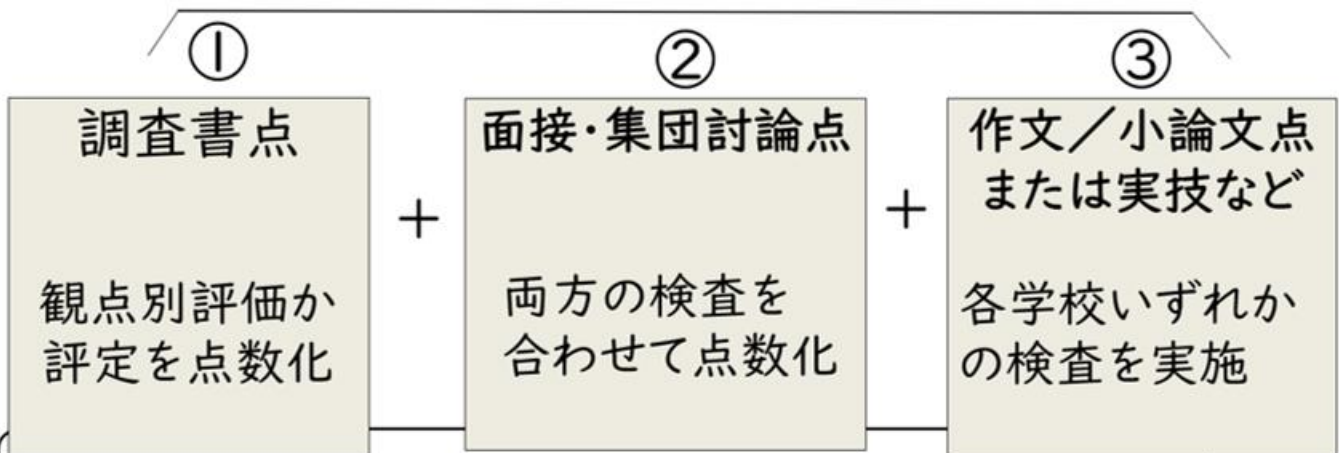 ①
調査書点
観点別評価か
評定を点数化
+
②
面接・集団討論点
両方の検査を
合わせて点数化
+
③
作文／小論文点
または実技など
各学校いずれか
の検査を実施